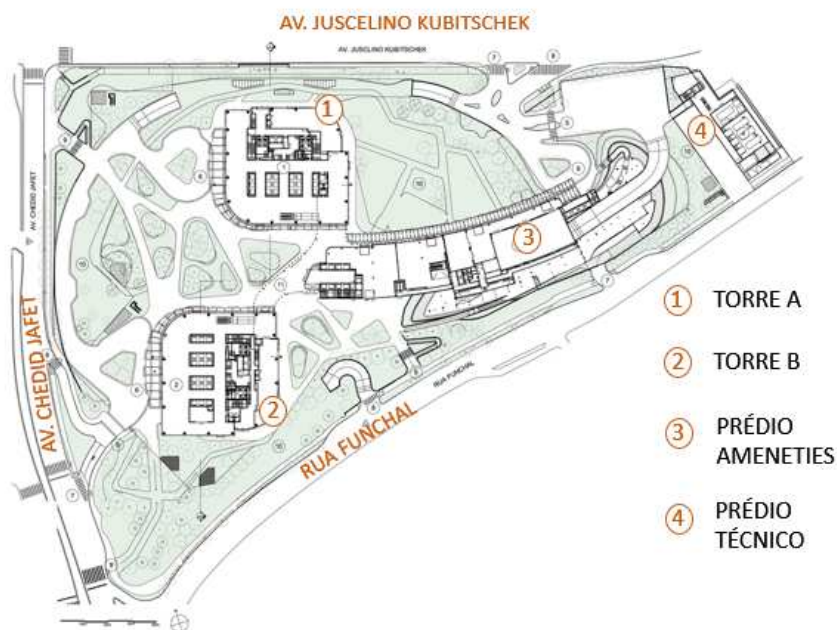 AV. JUSCELINO KUBITSCHEK
AV. JUSCELINO KUBITSCHEK
AV. CHEDID JAFET
AV. CHEDID JAFET
RUA FUNCHAL
RUA FUNCHAL
1
2
3
4
1 TORRE A
2 TORRE B
3 PRÉDIO
AMENETIES
4 PRÉDIO
TÉCNICO